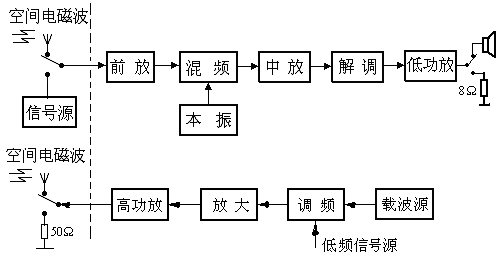 空间电磁波
前放
混频
中放
解调
低功放
8Ω
信号源
本振
空间电磁波
高功放
放大
调频
载波源
50Ω
低频信号源